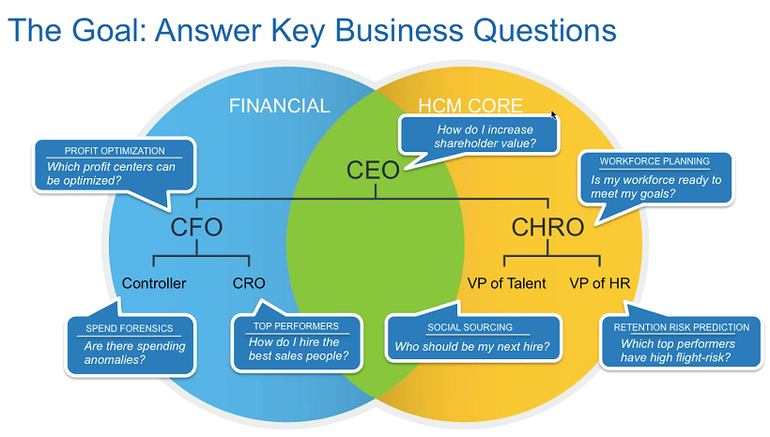 The Goal: Answer Key Business Questions
FINANCIAL
HCM CORE
How do I increase
shareholder value?
PROFIT OPTIMIZATION
Which profit centers can
be optimized?
CEO
WORKFORCE PLANNING
Is my workforce ready to
meet my goals?
CFO
CHRO
Controller
CRO
VP of Talent
VP of HR
SPEND FORENSICS
Are there spending
anomalies?
TOP PERFORMERS
How do I hire the
best sales people?
SOCIAL SOURCING
Who should be my next hire?
RETENTION RISK PREDICTION
Which top performers
have high flight-risk?